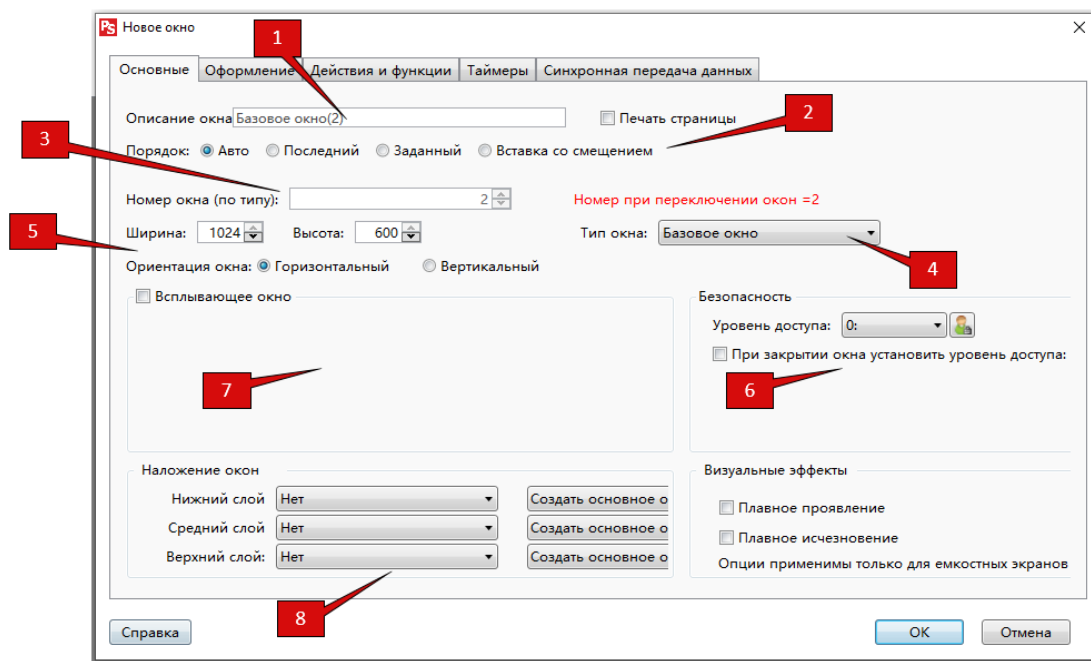 PS Новое окно
1
Основные Оформление Действия и функции Таймеры Синхронная передача данных
Описание окна Базовое окно(2) Печать страницы
2
3
Порядок: Авто Последний Заданный Вставка со смещением
Номер окна (по типу): 2 Номер при переключении окон =2
5
Ширина: 1024 Высота: 600 Тип окна: Базовое окно
Ориентация окна: Горизонтальный Вертикальный
4
Всплывающее окно Безопасность
Уровень доступа: 0:
При закрытии окна установить уровень доступа:
7
6
Наложение окон Визуальные эффекты
Нижний слой Нет Создать основное о
Плавное проявление
Средний слой Нет Создать основное о
Плавное исчезновение
Верхний слой: Нет Создать основное о
Опции применимы только для емкостных экранов
8
Справка OK Отмена